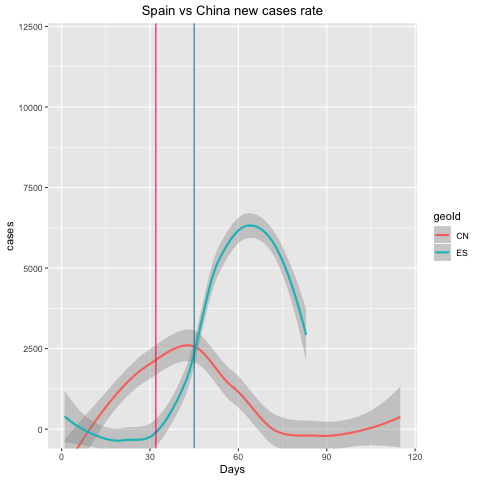 Spain vs China new cases rate
12500
10000
7500
5000
2500
0
cases
0 30 60 90 120
Days
geoId
CN
ES